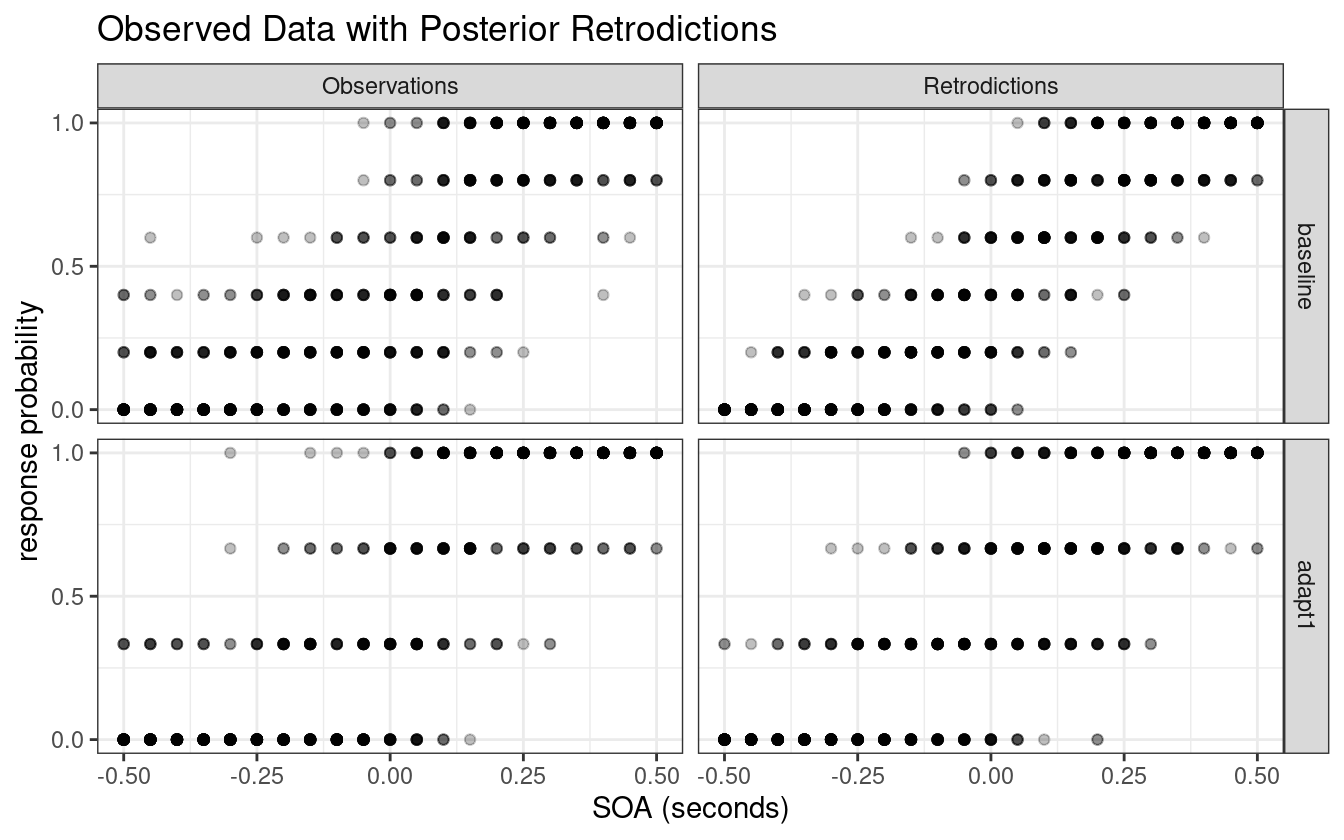 Observed Data with Posterior Retrodictions
Observations
Retrodictions
1.0
0.5
0.0
baseline
1.0
0.5
0.0
adapt1
response probability
-0.50 -0.25 0.00 0.25 0.50
-0.50 -0.25 0.00 0.25 0.50
SOA (seconds)